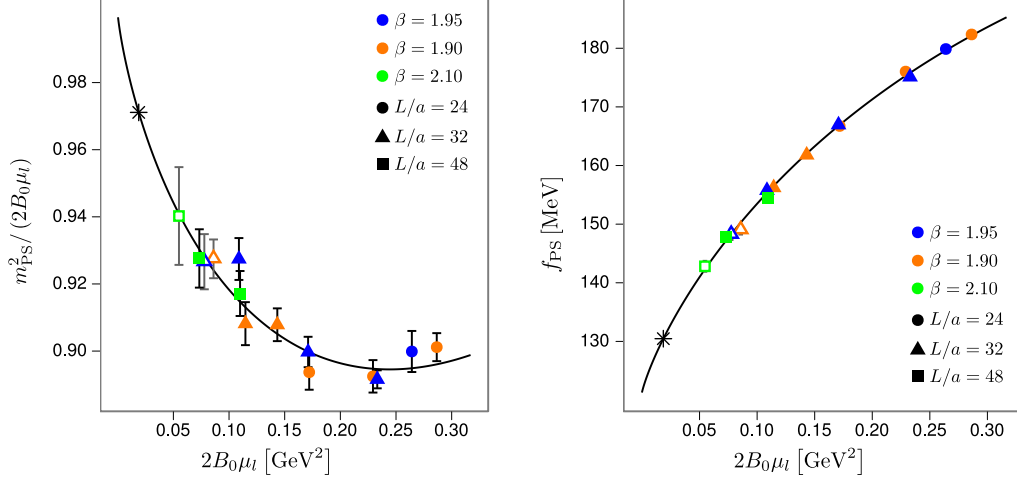 0.98
0.96
0.94
0.92
0.90
m²PS/(2B₀μₗ)
β = 1.95
β = 1.90
β = 2.10
L/a = 24
L/a = 32
L/a = 48
0.05 0.10 0.15 0.20 0.25 0.30
2B₀μₗ [GeV²]
180
170
160
150
140
130
fPS [MeV]
β = 1.95
β = 1.90
β = 2.10
L/a = 24
L/a = 32
L/a = 48
0.05 0.10 0.15 0.20 0.25 0.30
2B₀μₗ [GeV²]